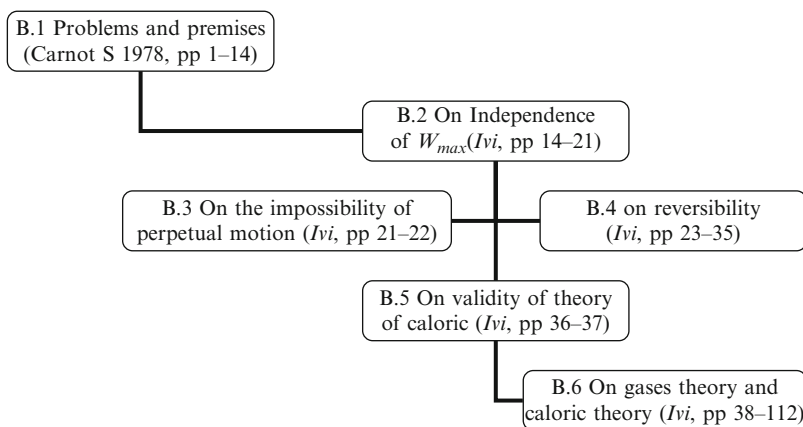 B.1 Problems and premises
(Carnot S 1978, pp 1–14)
B.2 On Independence
of Wmax(Ivi, pp 14–21)
B.3 On the impossibility of
perpetual motion (Ivi, pp 21–22)
B.4 on reversibility
(Ivi, pp 23–35)
B.5 On validity of theory
of caloric (Ivi, pp 36–37)
B.6 On gases theory and
caloric theory (Ivi, pp 38–112)